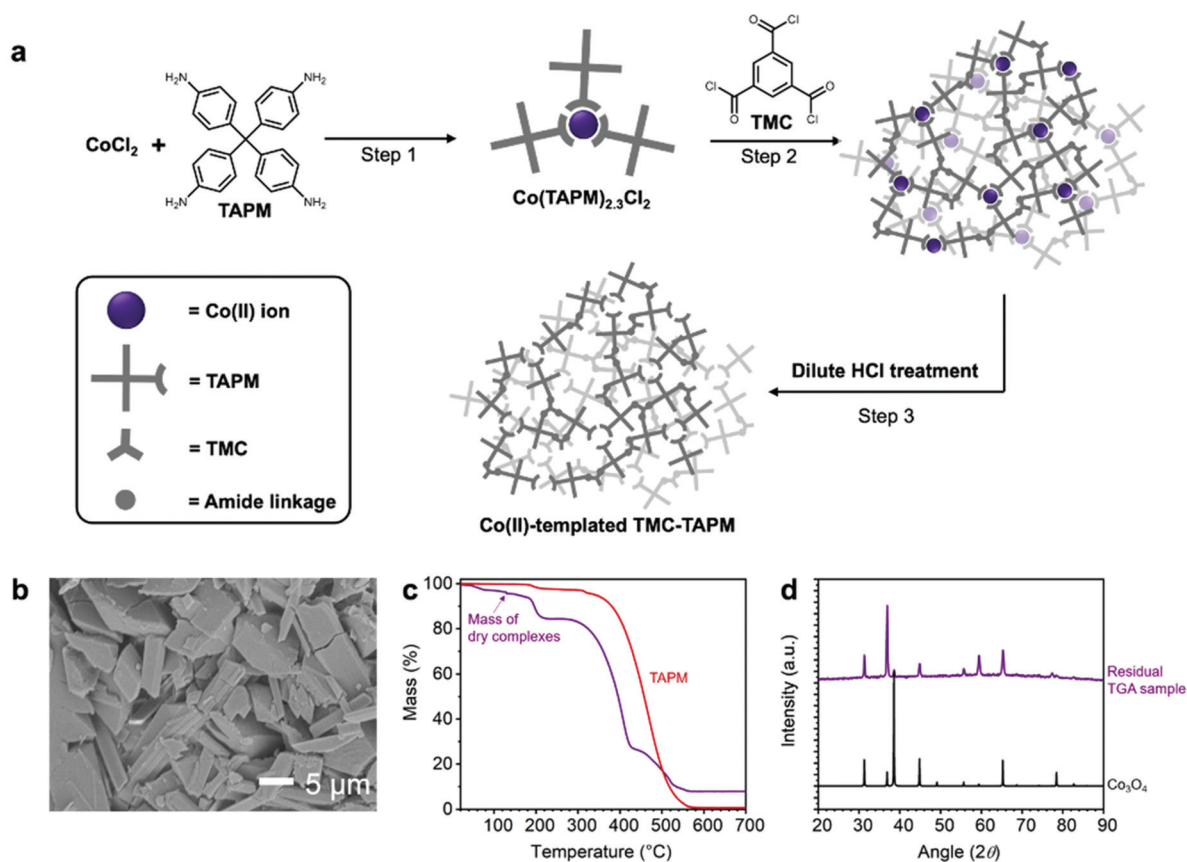 a
CoCl₂ +
H₂N
NH₂
H₂N
NH₂
TAPM
Step 1
Co(TAPM)₂.₃Cl₂
O
Cl
Cl
O
O
Cl
TMC
Step 2
= Co(II) ion
= TAPM
= TMC
= Amide linkage
Dilute HCl treatment
Step 3
Co(II)-templated TMC-TAPM
b
5 µm
c
Mass (%)
100
80
60
40
20
0
Mass of
dry complexes
TAPM
100 200 300 400 500 600 700
Temperature (°C)
d
Intensity (a.u.)
Residual
TGA sample
Co₃O₄
20 30 40 50 60 70 80 90
Angle (2θ)